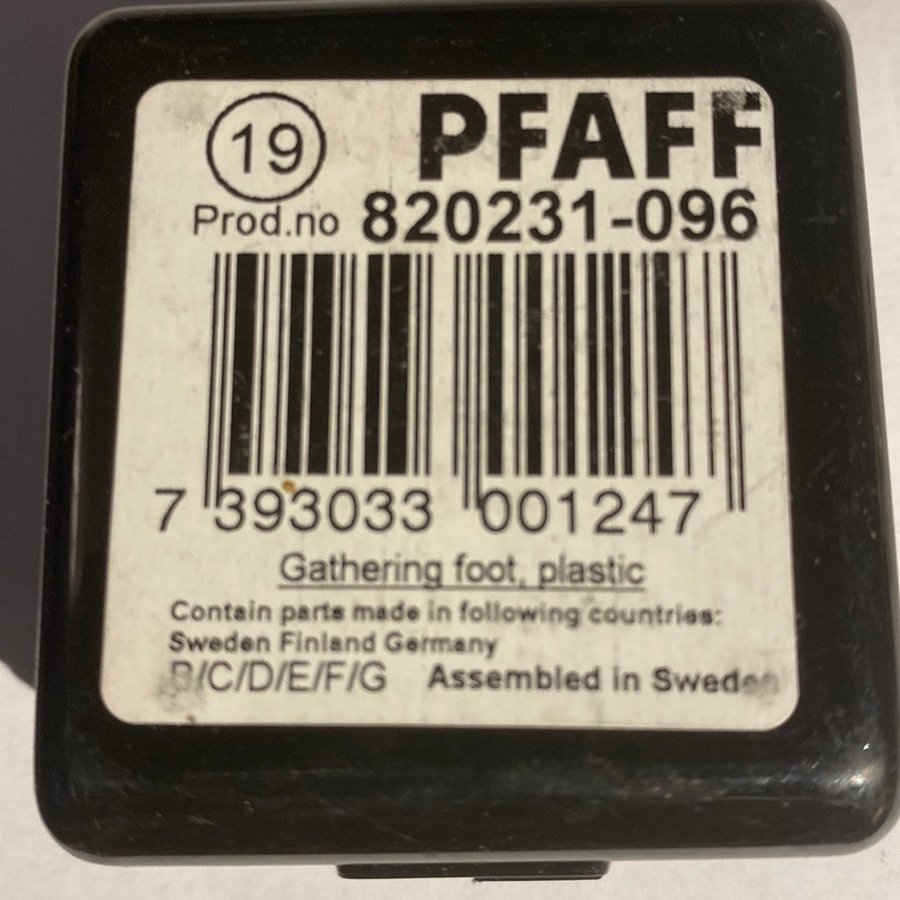 19 PFAFF
Prod.no 820231-096
7 393033 001247
Gathering foot, plastic
Contain parts made in following countries:
Sweden Finland Germany
B/C/D/E/F/G Assembled in Sweden